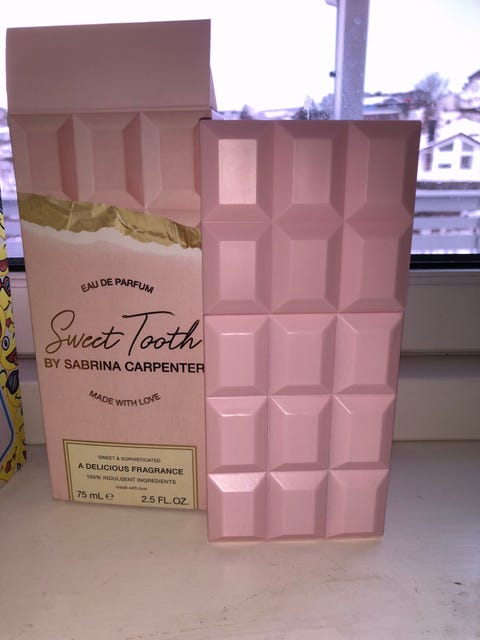 EAU DE PARFUM
Sweet Tooth
BY SABRINA CARPENTER
MADE WITH LOVE
SWEET & SOPHISTICATED
A DELICIOUS FRAGRANCE
100% INDULGENT INGREDIENTS
made with love
75 mL ℮ 2.5 FL. OZ.